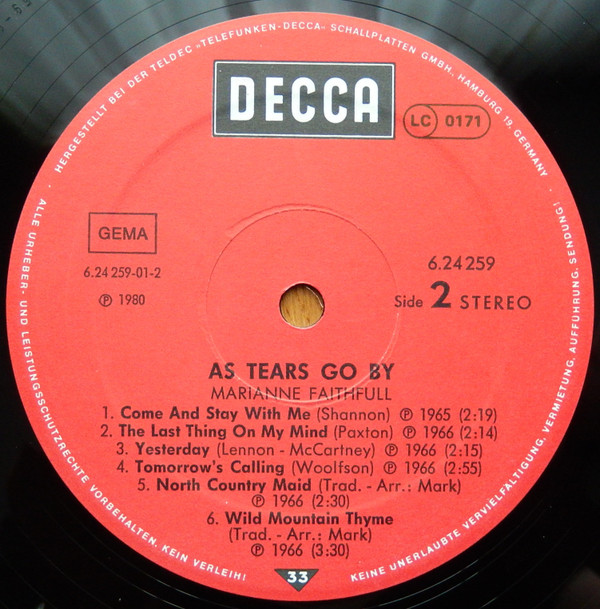 HERGESTELLT BEI DER TELDEC »TELEFUNKEN-DECCA« SCHALLPLATTEN GMBH, HAMBURG 19, GERMANY ·
DECCA
LC 0171
GEMA
6.24 259-01-2
Ⓟ 1980
6.24259
Side 2 STEREO
AS TEARS GO BY
MARIANNE FAITHFULL
1. Come And Stay With Me (Shannon) Ⓟ 1965 (2:19)
2. The Last Thing On My Mind (Paxton) Ⓟ 1966 (2:14)
3. Yesterday (Lennon - McCartney) Ⓟ 1966 (2:15)
4. Tomorrow's Calling (Woolfson) Ⓟ 1966 (2:55)
5. North Country Maid (Trad. - Arr.: Mark)
Ⓟ 1966 (2:30)
6. Wild Mountain Thyme
(Trad. - Arr.: Mark)
Ⓟ 1966 (3:30)
33
· ALLE URHEBER- UND LEISTUNGSSCHUTZRECHTE VORBEHALTEN. KEIN VERLEIH!
KEINE UNERLAUBTE VERVIELFÄLTIGUNG, VERMIETUNG, AUFFÜHRUNG, SENDUNG!